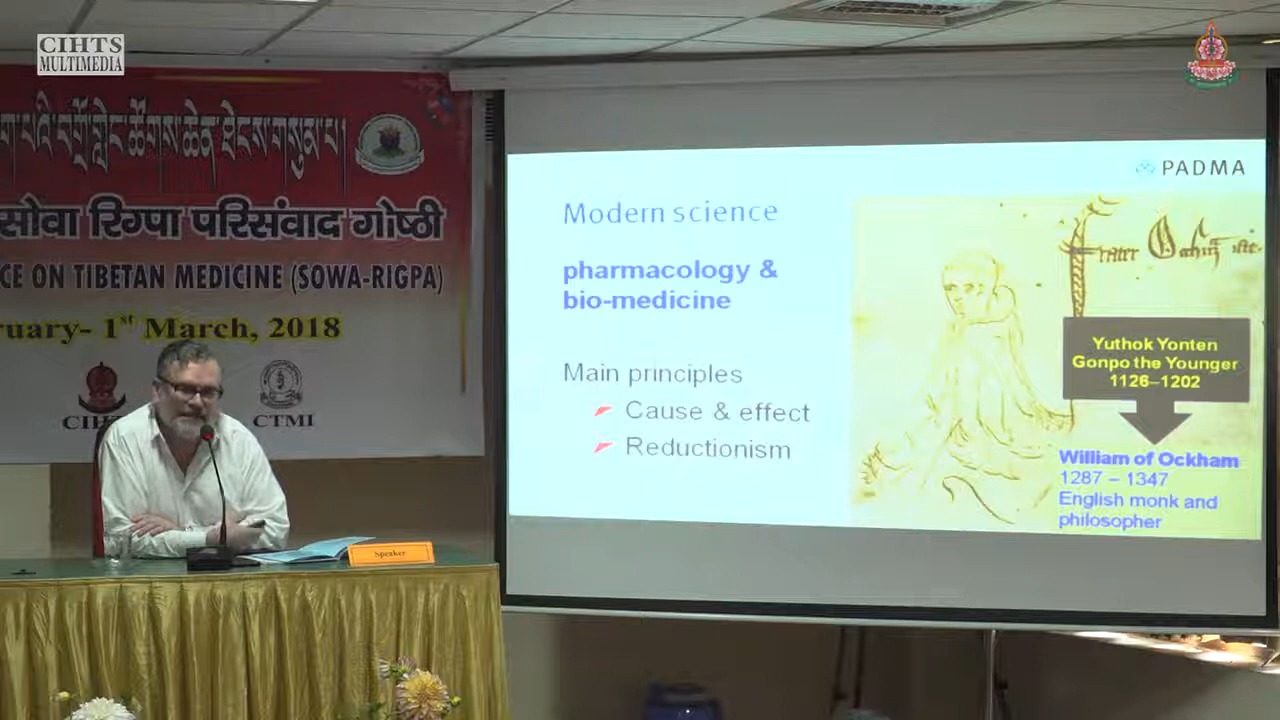 CIHTS
MULTIMEDIA
सोवा रिग्पा परिसंवाद गोष्ठी
CE ON TIBETAN MEDICINE (SOWA-RIGPA)
ruary- 1st March, 2018
CTMI
Speaker
PADMA
Modern science
pharmacology &
bio-medicine
Main principles
Cause & effect
Reductionism
Yuthok Yonten
Gonpo the Younger
1126–1202
William of Ockham
1287 – 1347
English monk and
philosopher